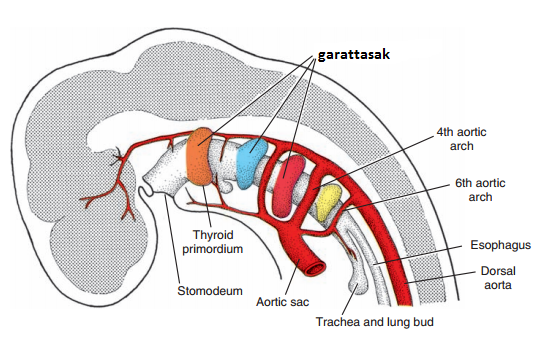 garattasak
4th aortic
arch
6th aortic
arch
Thyroid
primordium
Esophagus
Stomodeum
Dorsal
aorta
Aortic sac
Trachea and lung bud